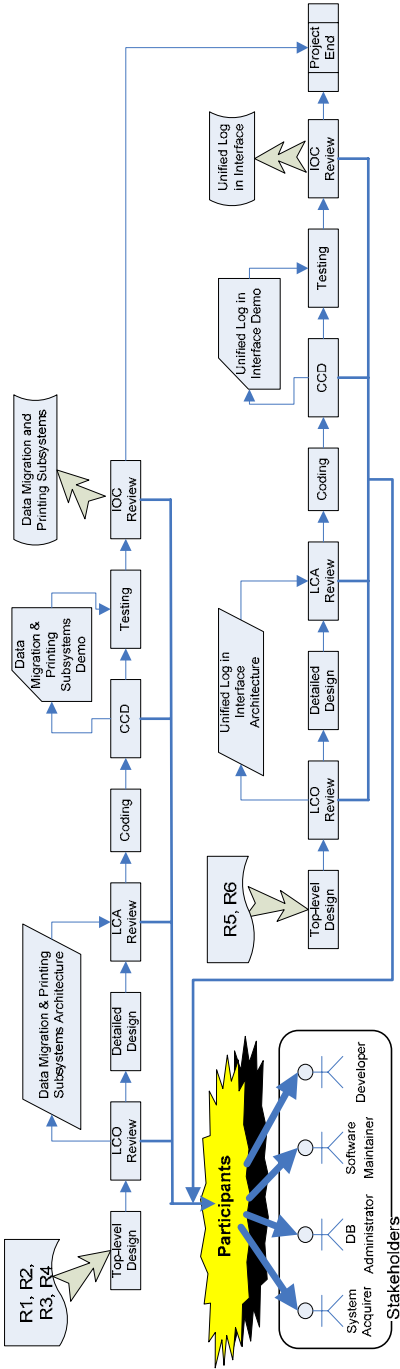 R1, R2,
R3, R4
Top-level
Design
LCO
Review
Data Migration & Printing
Subsystems Architecture
Detailed
Design
LCA
Review
Coding
CCD
Data
Migration &
Printing
Subsystems
Demo
Testing
IOC
Review
Data Migration and
Printing Subsystems
R5, R6
Top-level
Design
LCO
Review
Unified Log in
Interface
Architecture
Detailed
Design
LCA
Review
Coding
CCD
Unified Log in
Interface Demo
Testing
IOC
Review
Unified Log
in Interface
Project
End
Participants
System
Acquirer
DB
Administrator
Software
Maintainer
Developer
Stakeholders